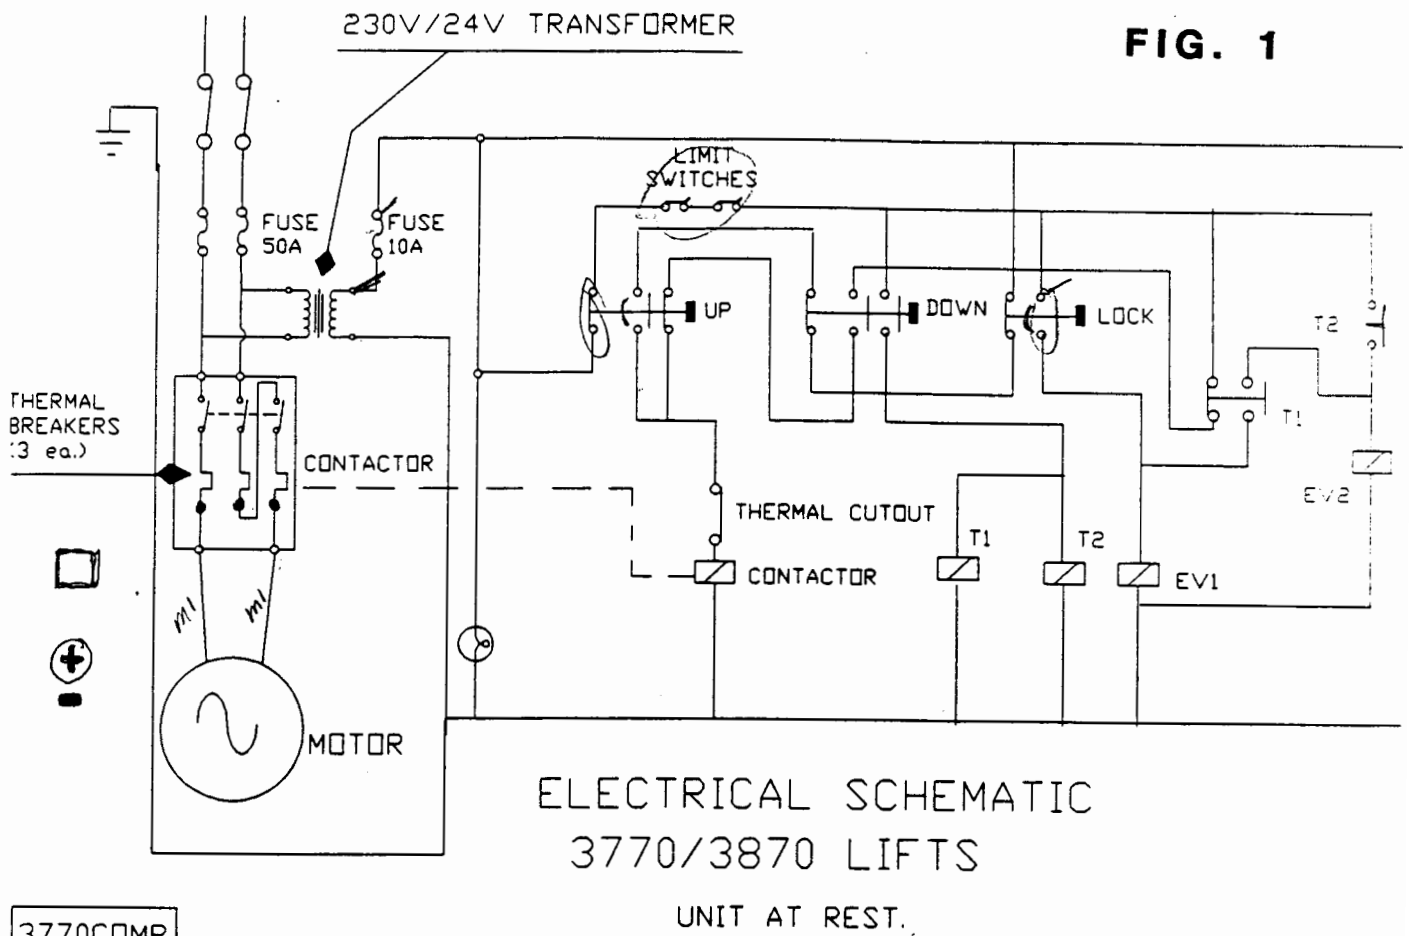 230V/24V TRANSFORMER
FIG. 1
LIMIT
SWITCHES
FUSE
50A
FUSE
10A
UP
DOWN
LOCK
T2
THERMAL
BREAKERS
(3 ea.)
CONTACTOR
T1
EV2
THERMAL CUTOUT
T1
T2
CONTACTOR
EV1
M1
M1
MOTOR
ELECTRICAL SCHEMATIC
3770/3870 LIFTS
UNIT AT REST.
3770COMP